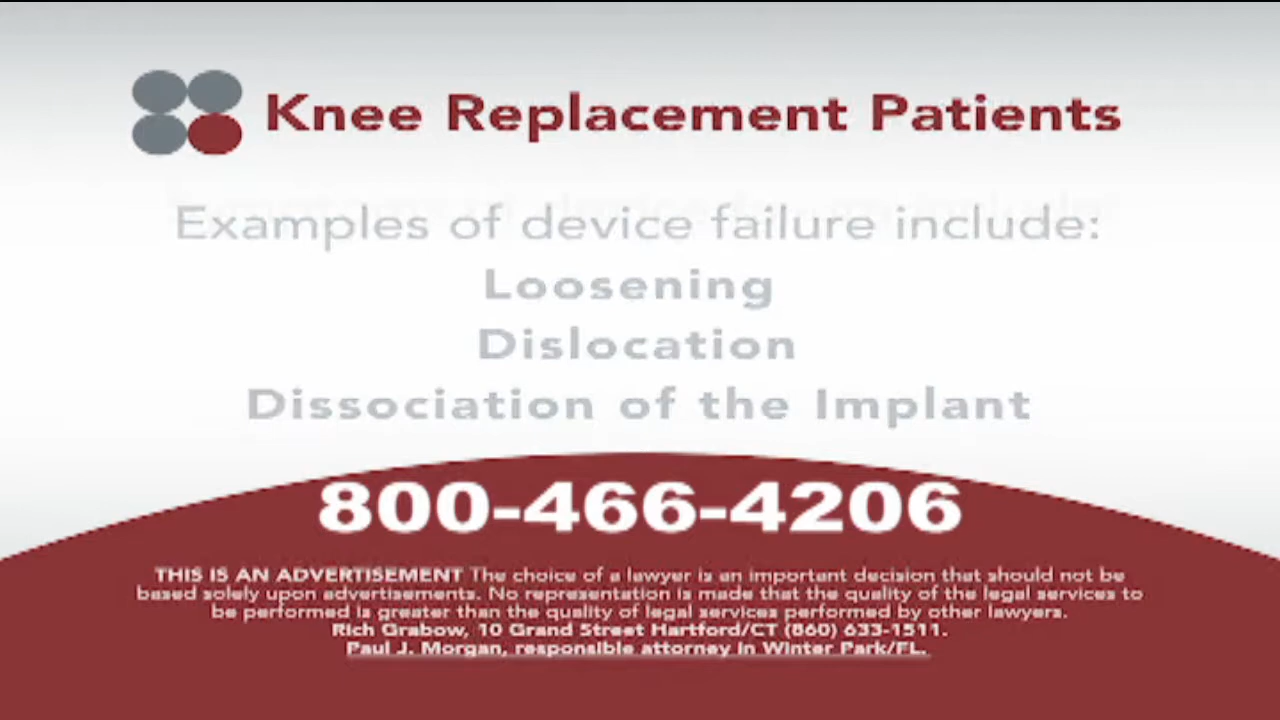 Knee Replacement Patients
Examples of device failure include:
Loosening
Dislocation
Dissociation of the Implant
800-466-4206
THIS IS AN ADVERTISEMENT The choice of a lawyer is an important decision that should not be
based solely upon advertisements. No representation is made that the quality of the legal services to
be performed is greater than the quality of legal services performed by other lawyers.
Rich Grabow, 10 Grand Street Hartford/CT (860) 633-1511.
Paul J. Morgan, responsible attorney in Winter Park/FL.